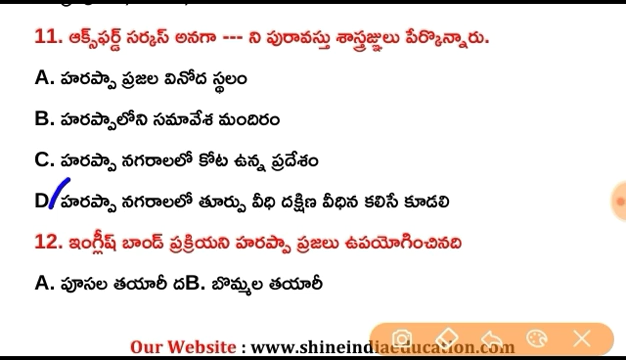 11. ఆక్స్‌ఫర్డ్ సర్కస్ అనగా --- ని పురావస్తు శాస్త్రజ్ఞులు పేర్కొన్నారు.
A. హరప్పా ప్రజల వినోద స్థలం
B. హరప్పాలోని సమావేశ మందిరం
C. హరప్పా నగరాలలో కోట ఉన్న ప్రదేశం
D హరప్పా నగరాలలో తూర్పు వీధి దక్షిణ వీధిన కలిసే కూడలి
12. ఇంగ్లీష్ బాండ్ ప్రక్రియని హరప్పా ప్రజలు ఉపయోగించినది
A. పూసల తయారీ దB. బొమ్మల తయారీ
Our Website : www.shineindiaeducation.com